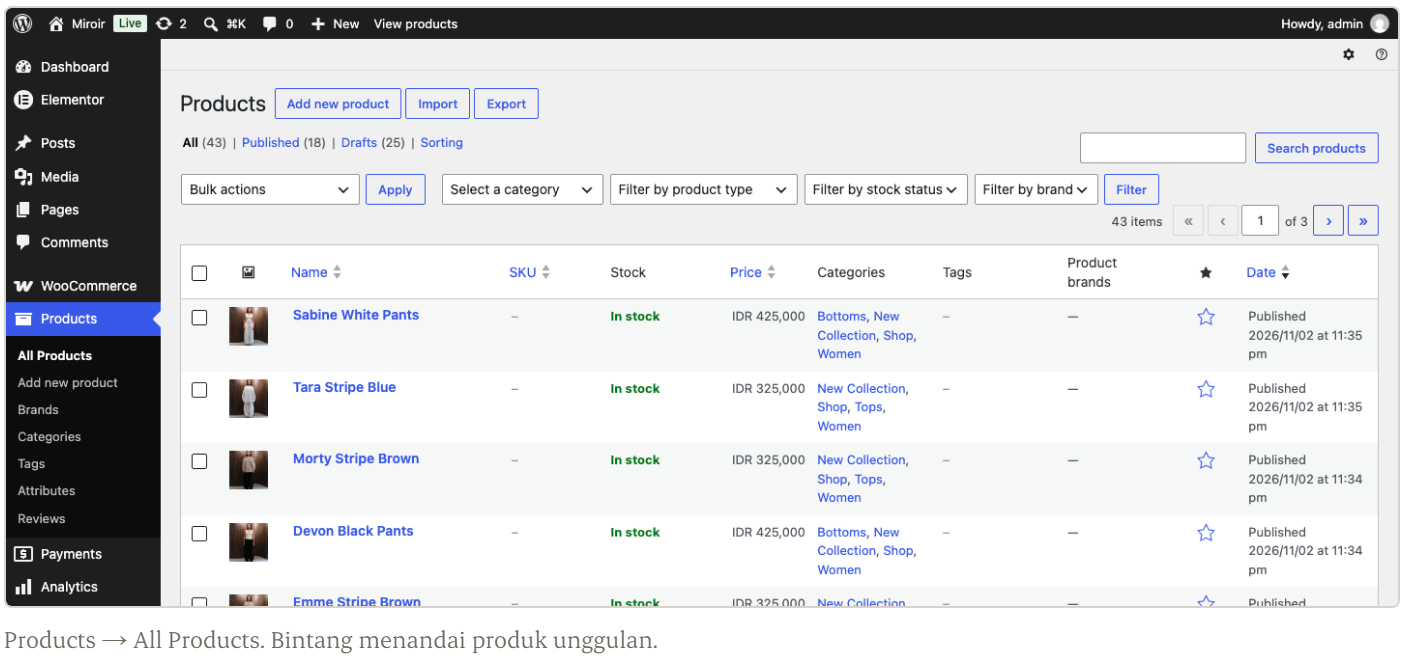 Miroir Live 2 ⌘K 0 New View products Howdy, admin
Dashboard
Elementor
Posts
Media
Pages
Comments
WooCommerce
Products
All Products
Add new product
Brands
Categories
Tags
Attributes
Reviews
Payments
Analytics
Products Add new product Import Export
All (43) | Published (18) | Drafts (25) | Sorting
Search products
Bulk actions Apply Select a category Filter by product type Filter by stock status Filter by brand Filter
43 items « ‹ 1 of 3 › »
Name SKU Stock Price Categories Tags Product brands Date
Sabine White Pants – In stock IDR 425,000 Bottoms, New Collection, Shop, Women – — Published 2026/11/02 at 11:35 pm
Tara Stripe Blue – In stock IDR 325,000 New Collection, Shop, Tops, Women – — Published 2026/11/02 at 11:35 pm
Morty Stripe Brown – In stock IDR 325,000 New Collection, Shop, Tops, Women – — Published 2026/11/02 at 11:34 pm
Devon Black Pants – In stock IDR 425,000 Bottoms, New Collection, Shop, Women – — Published 2026/11/02 at 11:34 pm
Emme Stripe Brown – In stock IDR 325,000 New Collection – — Published
Products → All Products. Bintang menandai produk unggulan.